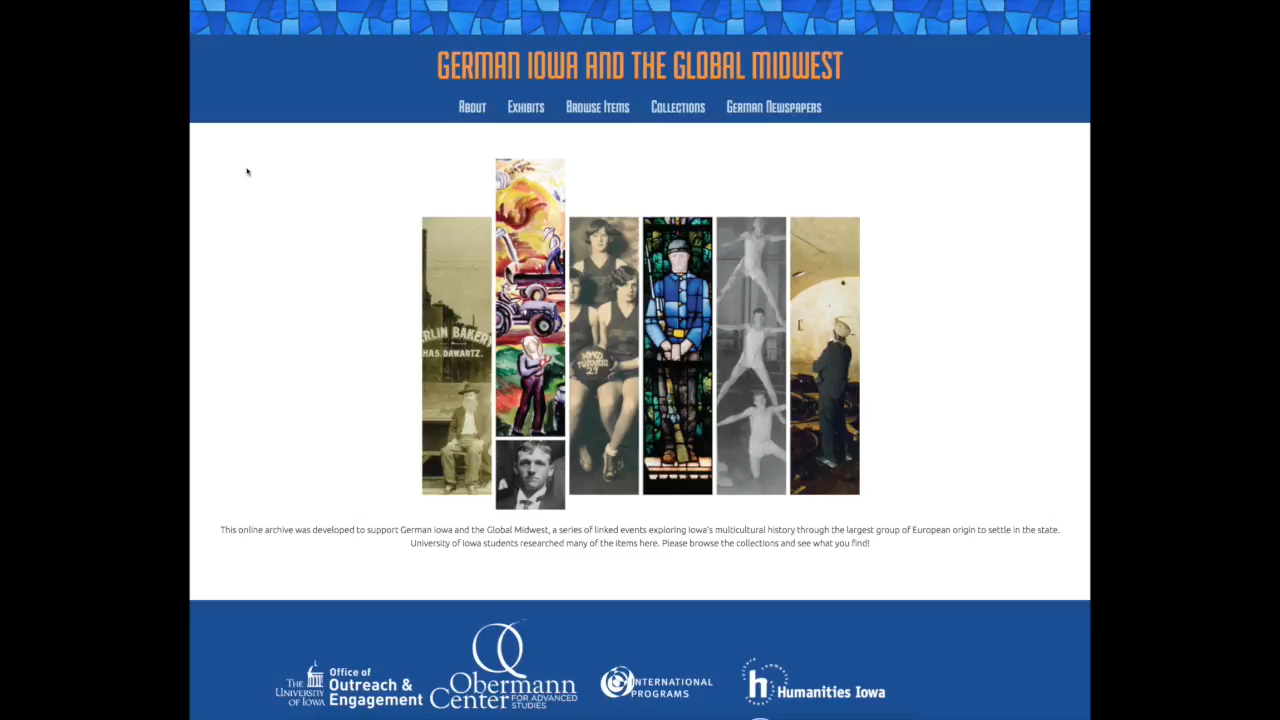 GERMAN IOWA AND THE GLOBAL MIDWEST
ABOUT EXHIBITS BROWSE ITEMS COLLECTIONS GERMAN NEWSPAPERS
RLIN BAKER
HAS. DAWARTZ.
TURNERS
29
This online archive was developed to support German Iowa and the Global Midwest, a series of linked events exploring Iowa's multicultural history through the largest group of European origin to settle in the state.
University of Iowa students researched many of the items here. Please browse the collections and see what you find!
THE UNIVERSITY OF IOWA
Office of
Outreach &
Engagement
Obermann
Center FOR ADVANCED STUDIES
INTERNATIONAL
PROGRAMS
h
Humanities Iowa